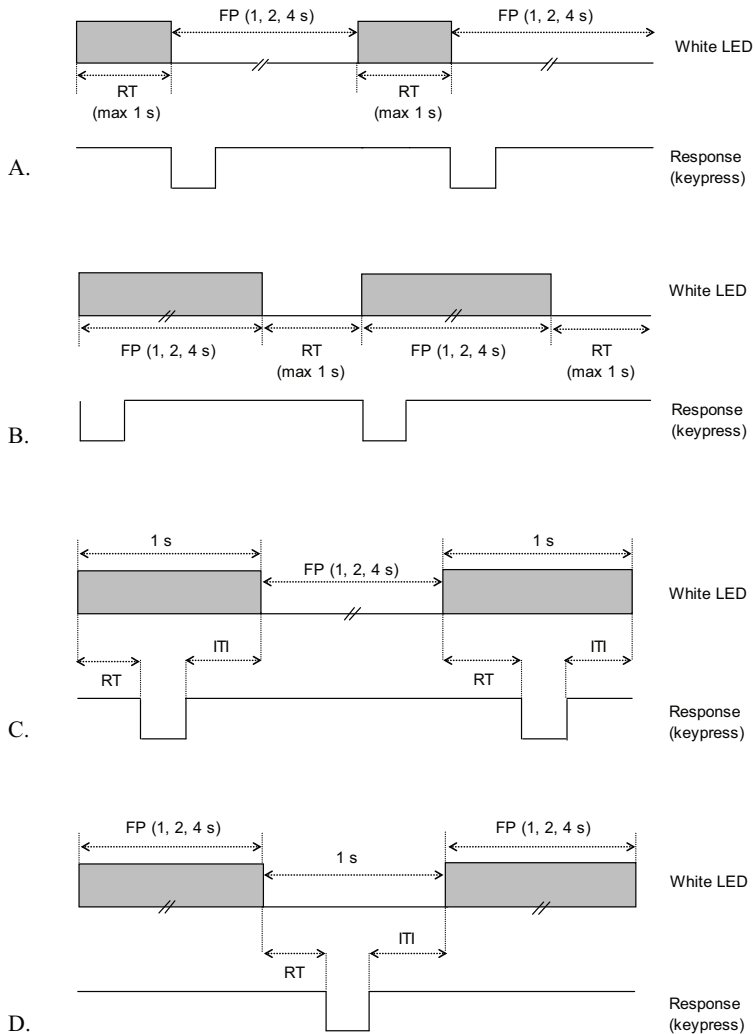 FP (1, 2, 4 s) FP (1, 2, 4 s)
White LED
RT RT
(max 1 s) (max 1 s)
A.
Response
(keypress)
White LED
FP (1, 2, 4 s) RT FP (1, 2, 4 s) RT
(max 1 s) (max 1 s)
B.
Response
(keypress)
1 s 1 s
FP (1, 2, 4 s)
White LED
ITI ITI
RT RT
C.
Response
(keypress)
FP (1, 2, 4 s) FP (1, 2, 4 s)
1 s
White LED
ITI
RT
D.
Response
(keypress)